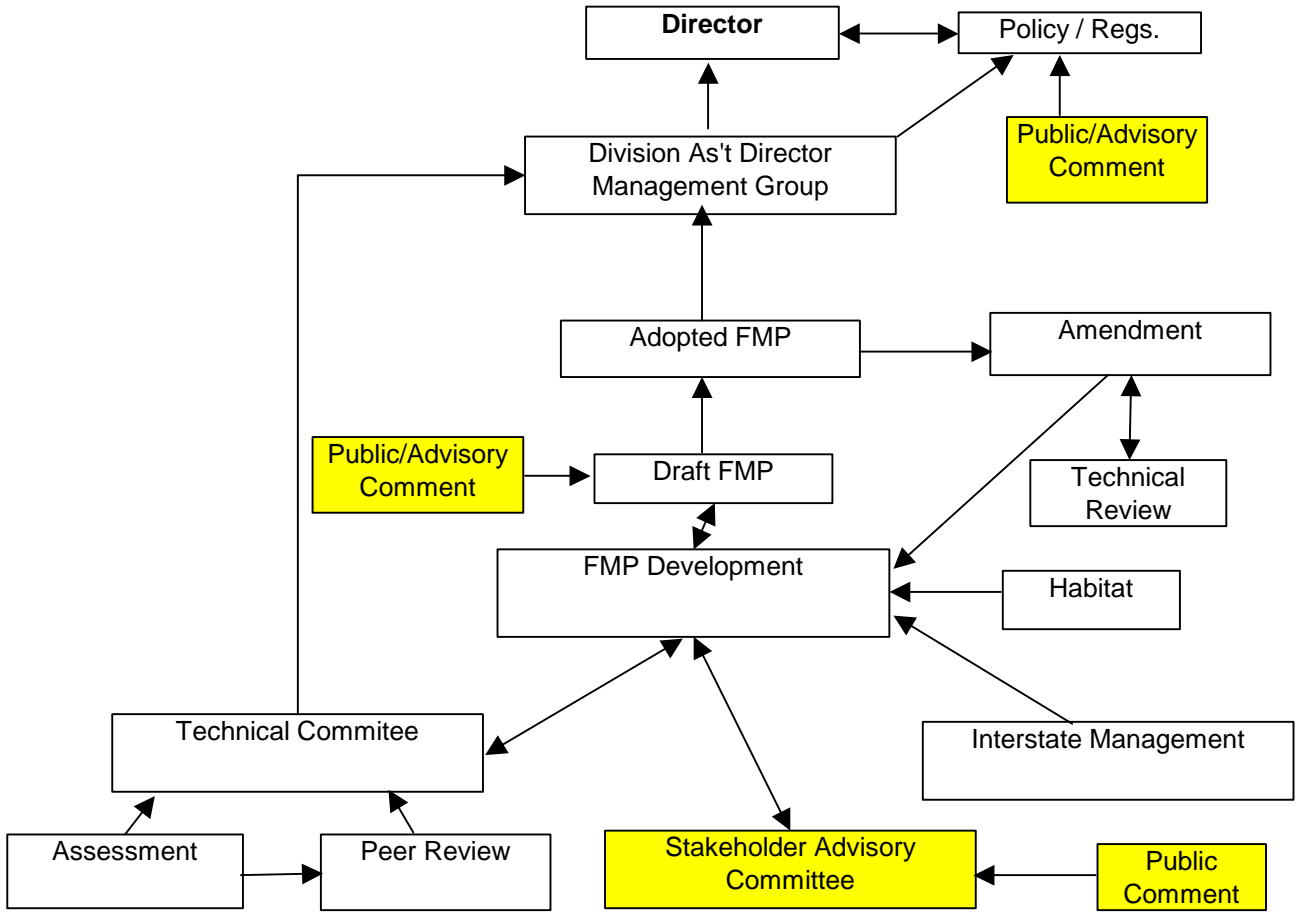 Director
Policy / Regs.
Public/Advisory
Comment
Division As't Director
Management Group
Adopted FMP
Amendment
Public/Advisory
Comment
Draft FMP
Technical
Review
FMP Development
Habitat
Technical Commitee
Interstate Management
Assessment
Peer Review
Stakeholder Advisory
Committee
Public
Comment